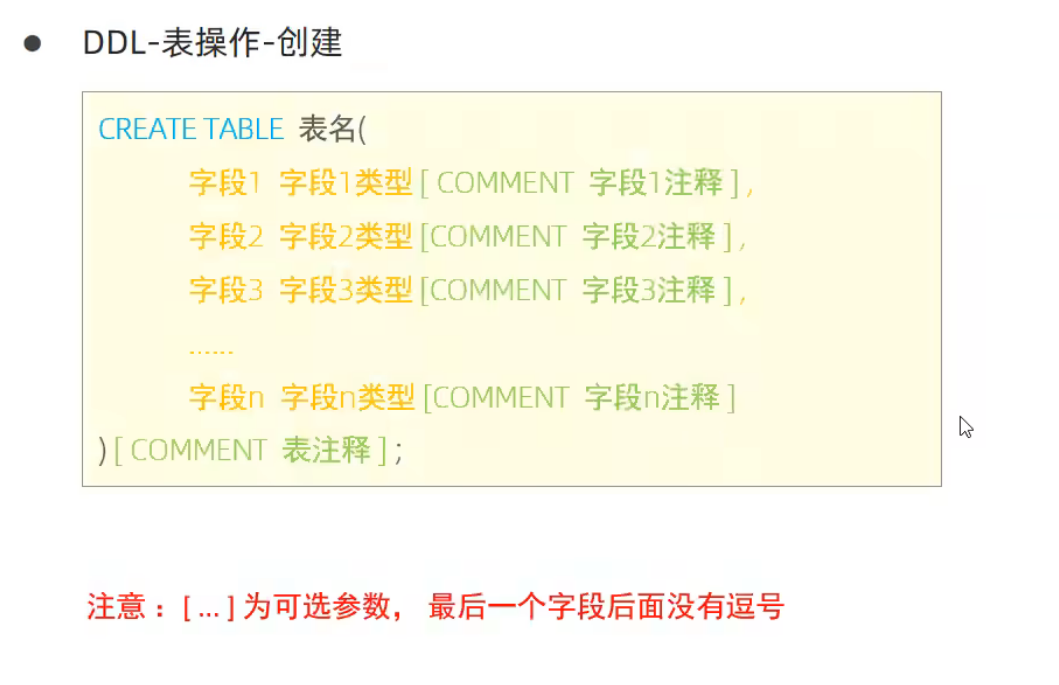 ● DDL-表操作-创建
CREATE TABLE 表名(
字段1 字段1类型[ COMMENT 字段1注释 ],
字段2 字段2类型[COMMENT 字段2注释 ],
字段3 字段3类型[COMMENT 字段3注释 ],
......
字段n 字段n类型[COMMENT 字段n注释 ]
)[ COMMENT 表注释 ];
注意：[ ... ] 为可选参数， 最后一个字段后面没有逗号